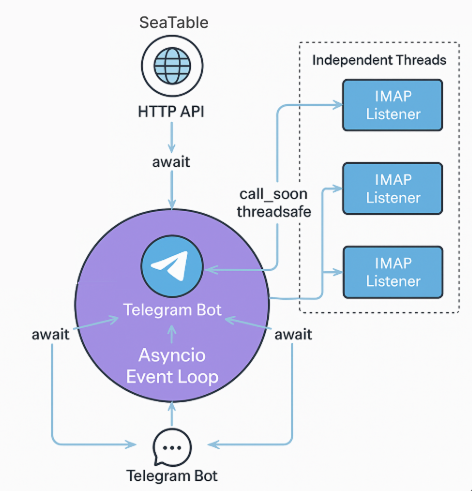 SeaTable
HTTP API
await
Independent Threads
IMAP
Listener
call_soon
threadsafe
IMAP
Listener
IMAP
Listener
Telegram Bot
await
await
Asyncio
Event Loop
Telegram Bot